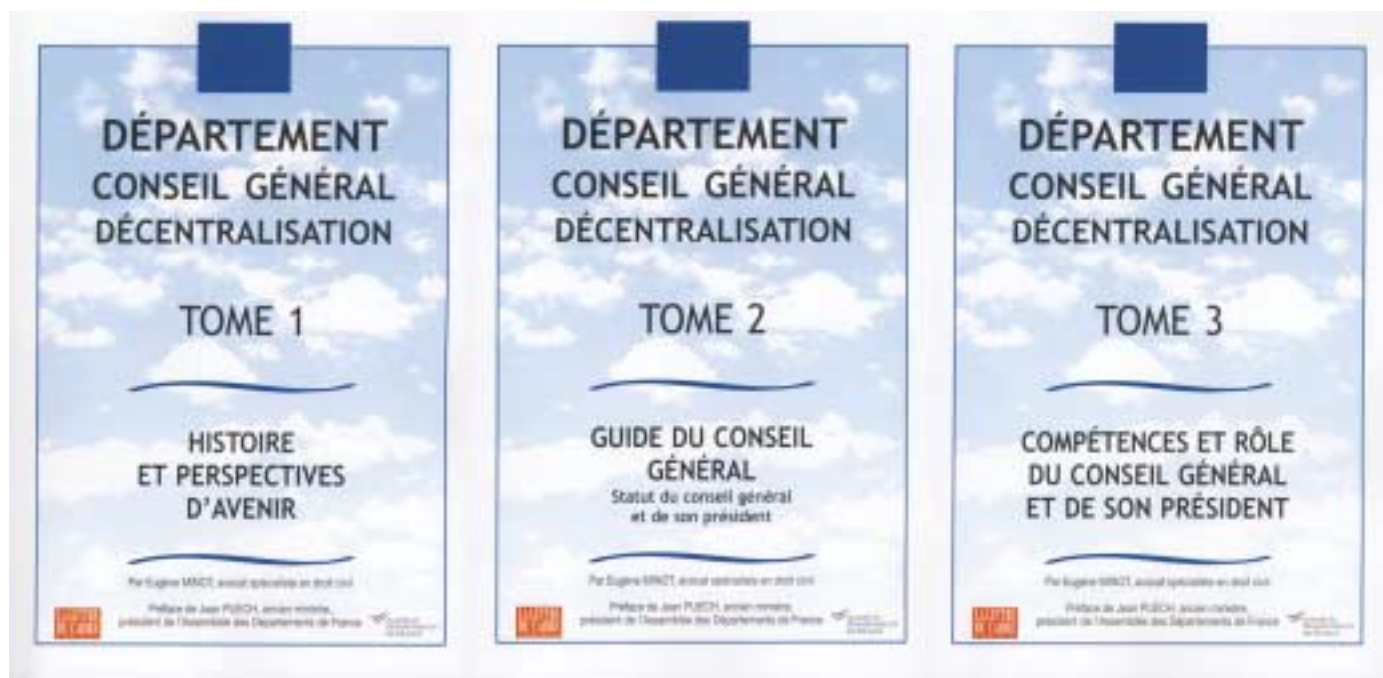 DÉPARTEMENT
CONSEIL GÉNÉRAL
DÉCENTRALISATION
TOME 1
HISTOIRE
ET PERSPECTIVES
D'AVENIR
Par Eugène MINOT, avocat spécialiste en droit civil
Préface de Jean PUECH, ancien ministre,
président de l'Assemblée des Départements de France
DÉPARTEMENT
CONSEIL GÉNÉRAL
DÉCENTRALISATION
TOME 2
GUIDE DU CONSEIL
GÉNÉRAL
Statut du conseil général
et de son président
Par Eugène MINOT, avocat spécialiste en droit civil
Préface de Jean PUECH, ancien ministre,
président de l'Assemblée des Départements de France
DÉPARTEMENT
CONSEIL GÉNÉRAL
DÉCENTRALISATION
TOME 3
COMPÉTENCES ET RÔLE
DU CONSEIL GÉNÉRAL
ET DE SON PRÉSIDENT
Par Eugène MINOT, avocat spécialiste en droit civil
Préface de Jean PUECH, ancien ministre,
président de l'Assemblée des Départements de France